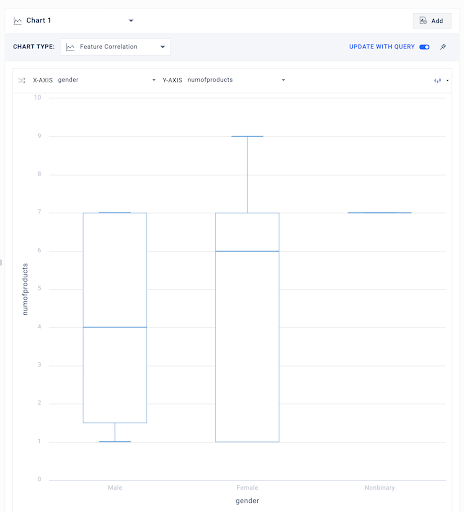 Chart 1
Add
CHART TYPE: Feature Correlation
UPDATE WITH QUERY
X-AXIS gender
Y-AXIS numofproducts
10
9
8
7
6
5
4
3
2
1
0
numofproducts
Male Female Nonbinary
gender